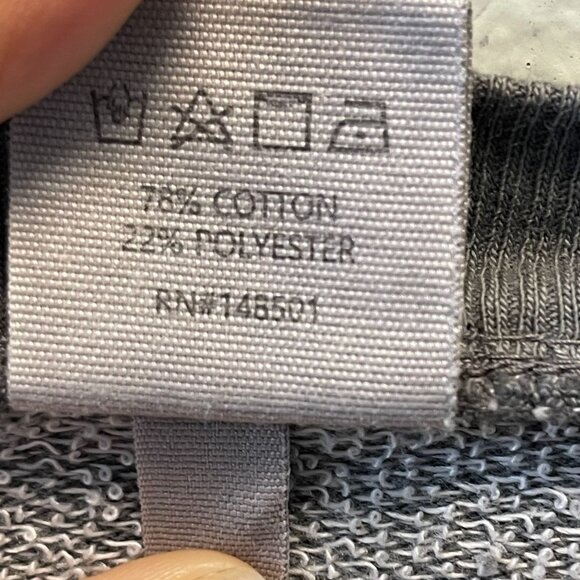 78% COTTON
22% POLYESTER
RN#148501